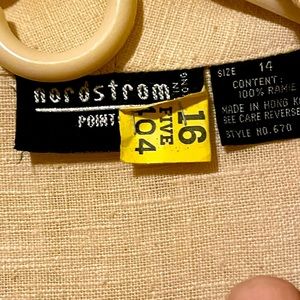 nordstrom
POINT
16
FIVE
104
SIZE 14
CONTENT:
100% RAMIE
MADE IN HONG K
SEE CARE REVERSE
STYLE NO. 670